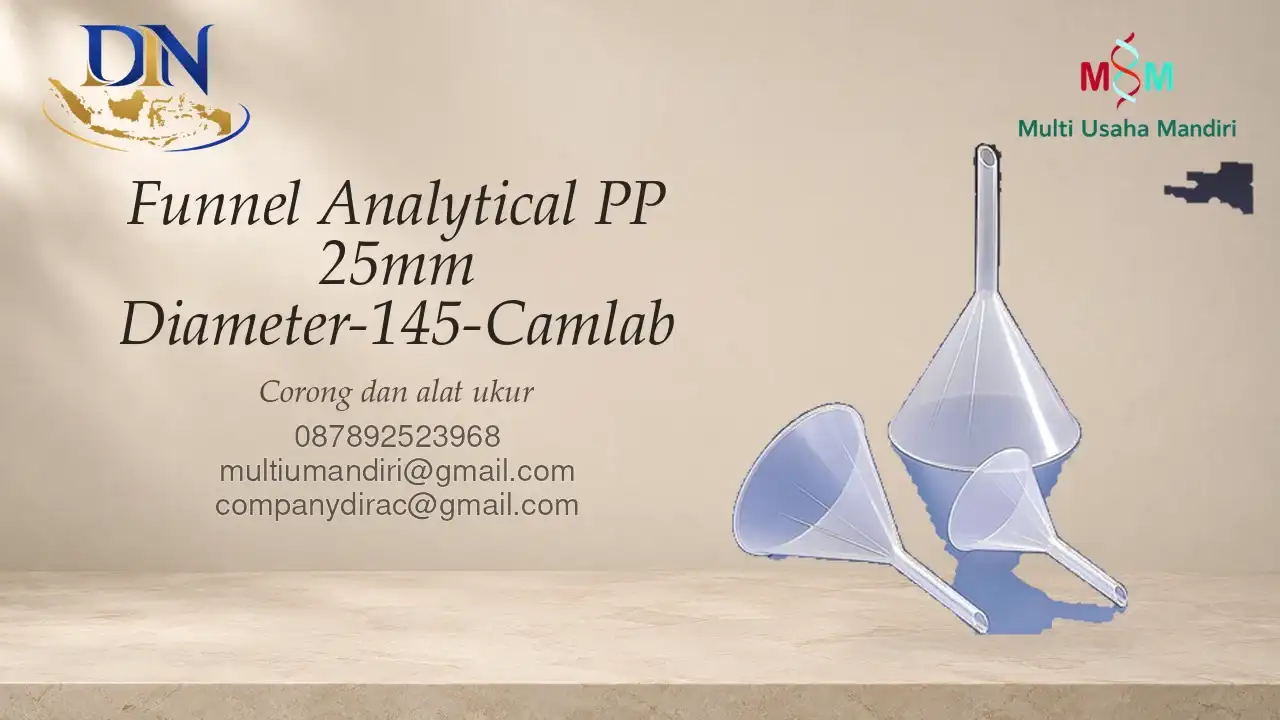 DIN
MSM
Multi Usaha Mandiri
Funnel Analytical PP
25mm
Diameter-145-Camlab
Corong dan alat ukur
087892523968
multiumandiri@gmail.com
companydirac@gmail.com